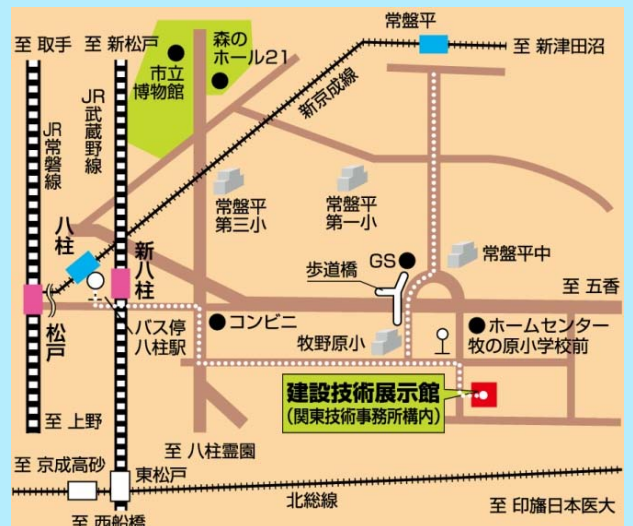 至 取手
至 新松戸
森の
ホール21
市立
博物館
常盤平
至 新津田沼
新京成線
JR常磐線
JR武蔵野線
常盤平
第三小
常盤平
第一小
八柱
新八柱
常盤平中
GS
歩道橋
至 五香
松戸
バス停
八柱駅
コンビニ
牧野原小
ホームセンター
牧の原小学校前
建設技術展示館
(関東技術事務所構内)
至 上野
至 八柱霊園
至 京成高砂
東松戸
北総線
至 印旛日本医大
至 西船橋